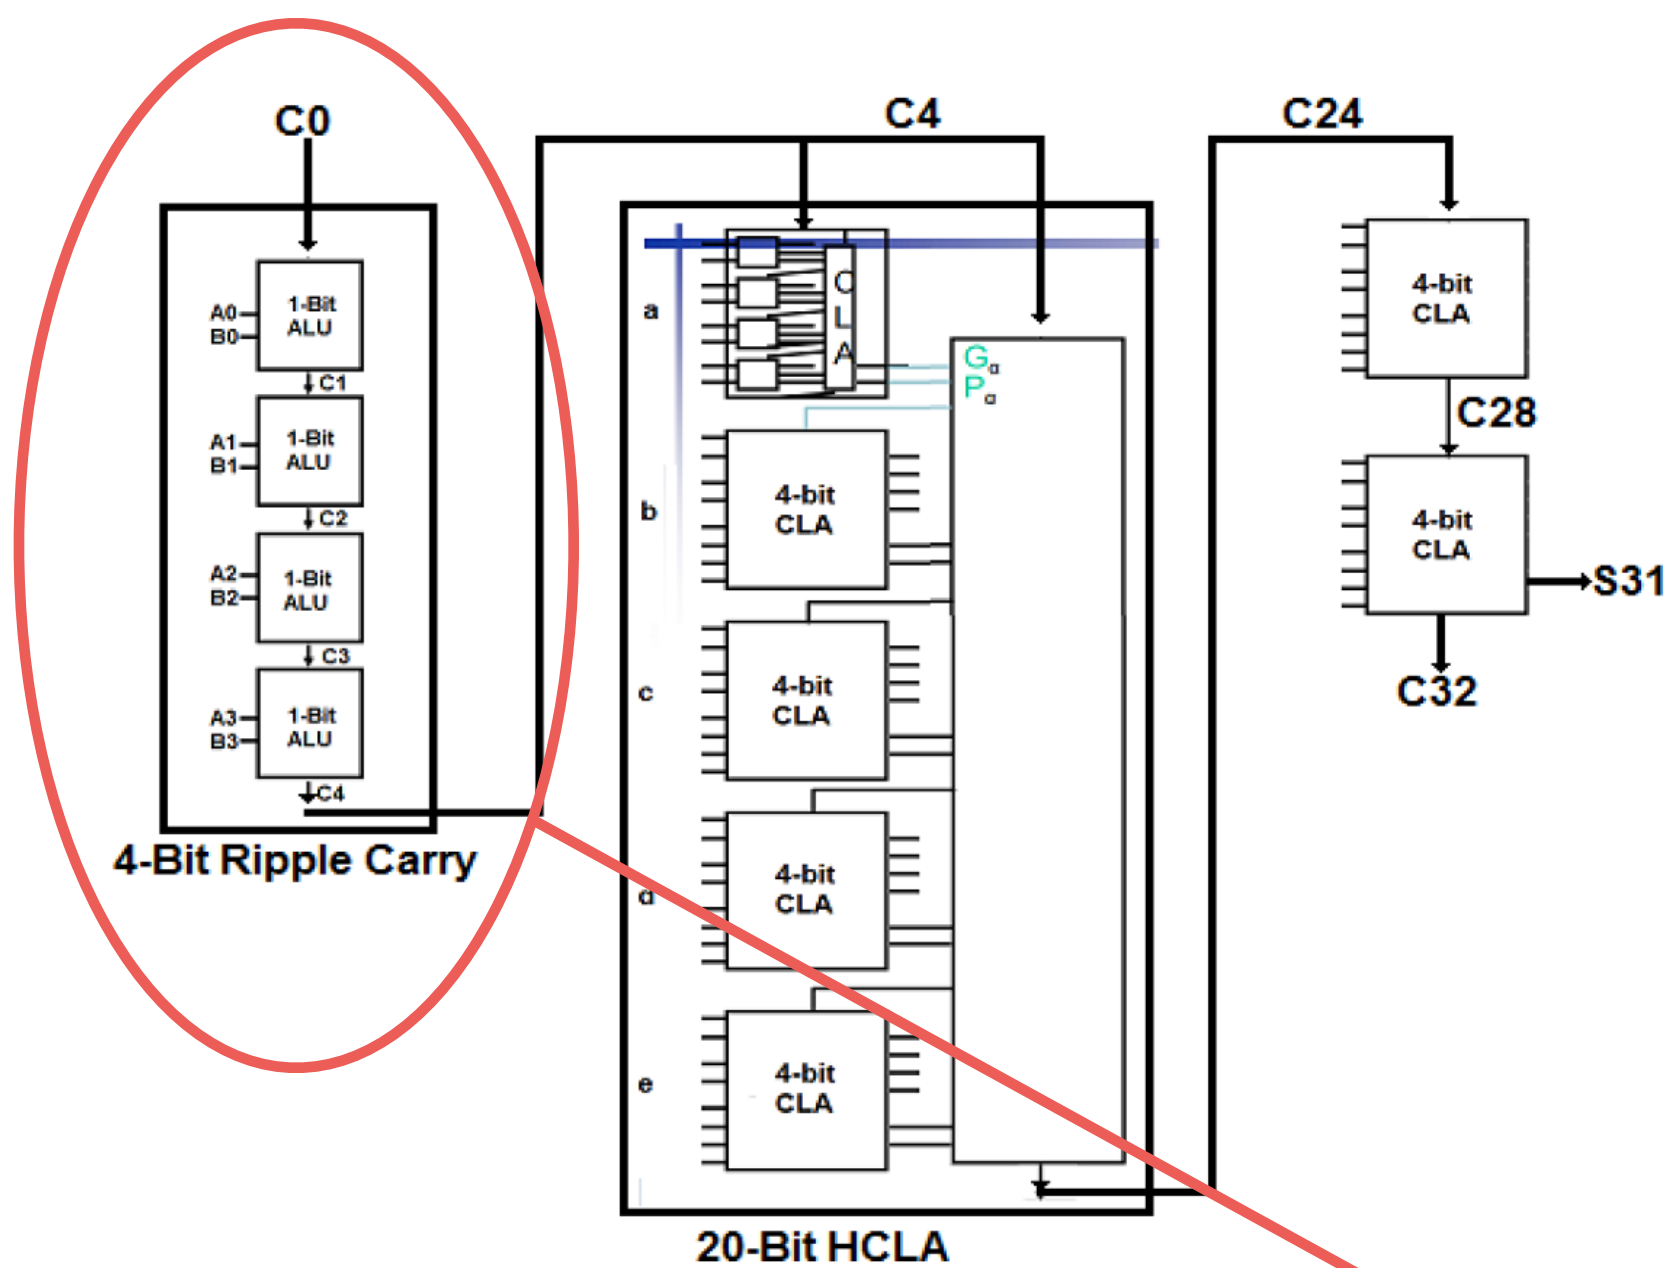 C0
1-Bit
ALU
A0
B0
C1
1-Bit
ALU
A1
B1
C2
1-Bit
ALU
A2
B2
C3
1-Bit
ALU
A3
B3
C4
4-Bit Ripple Carry
C4
a
C
L
A
Ga
Pa
b
4-bit
CLA
c
4-bit
CLA
d
4-bit
CLA
e
4-bit
CLA
20-Bit HCLA
C24
4-bit
CLA
C28
4-bit
CLA
S31
C32